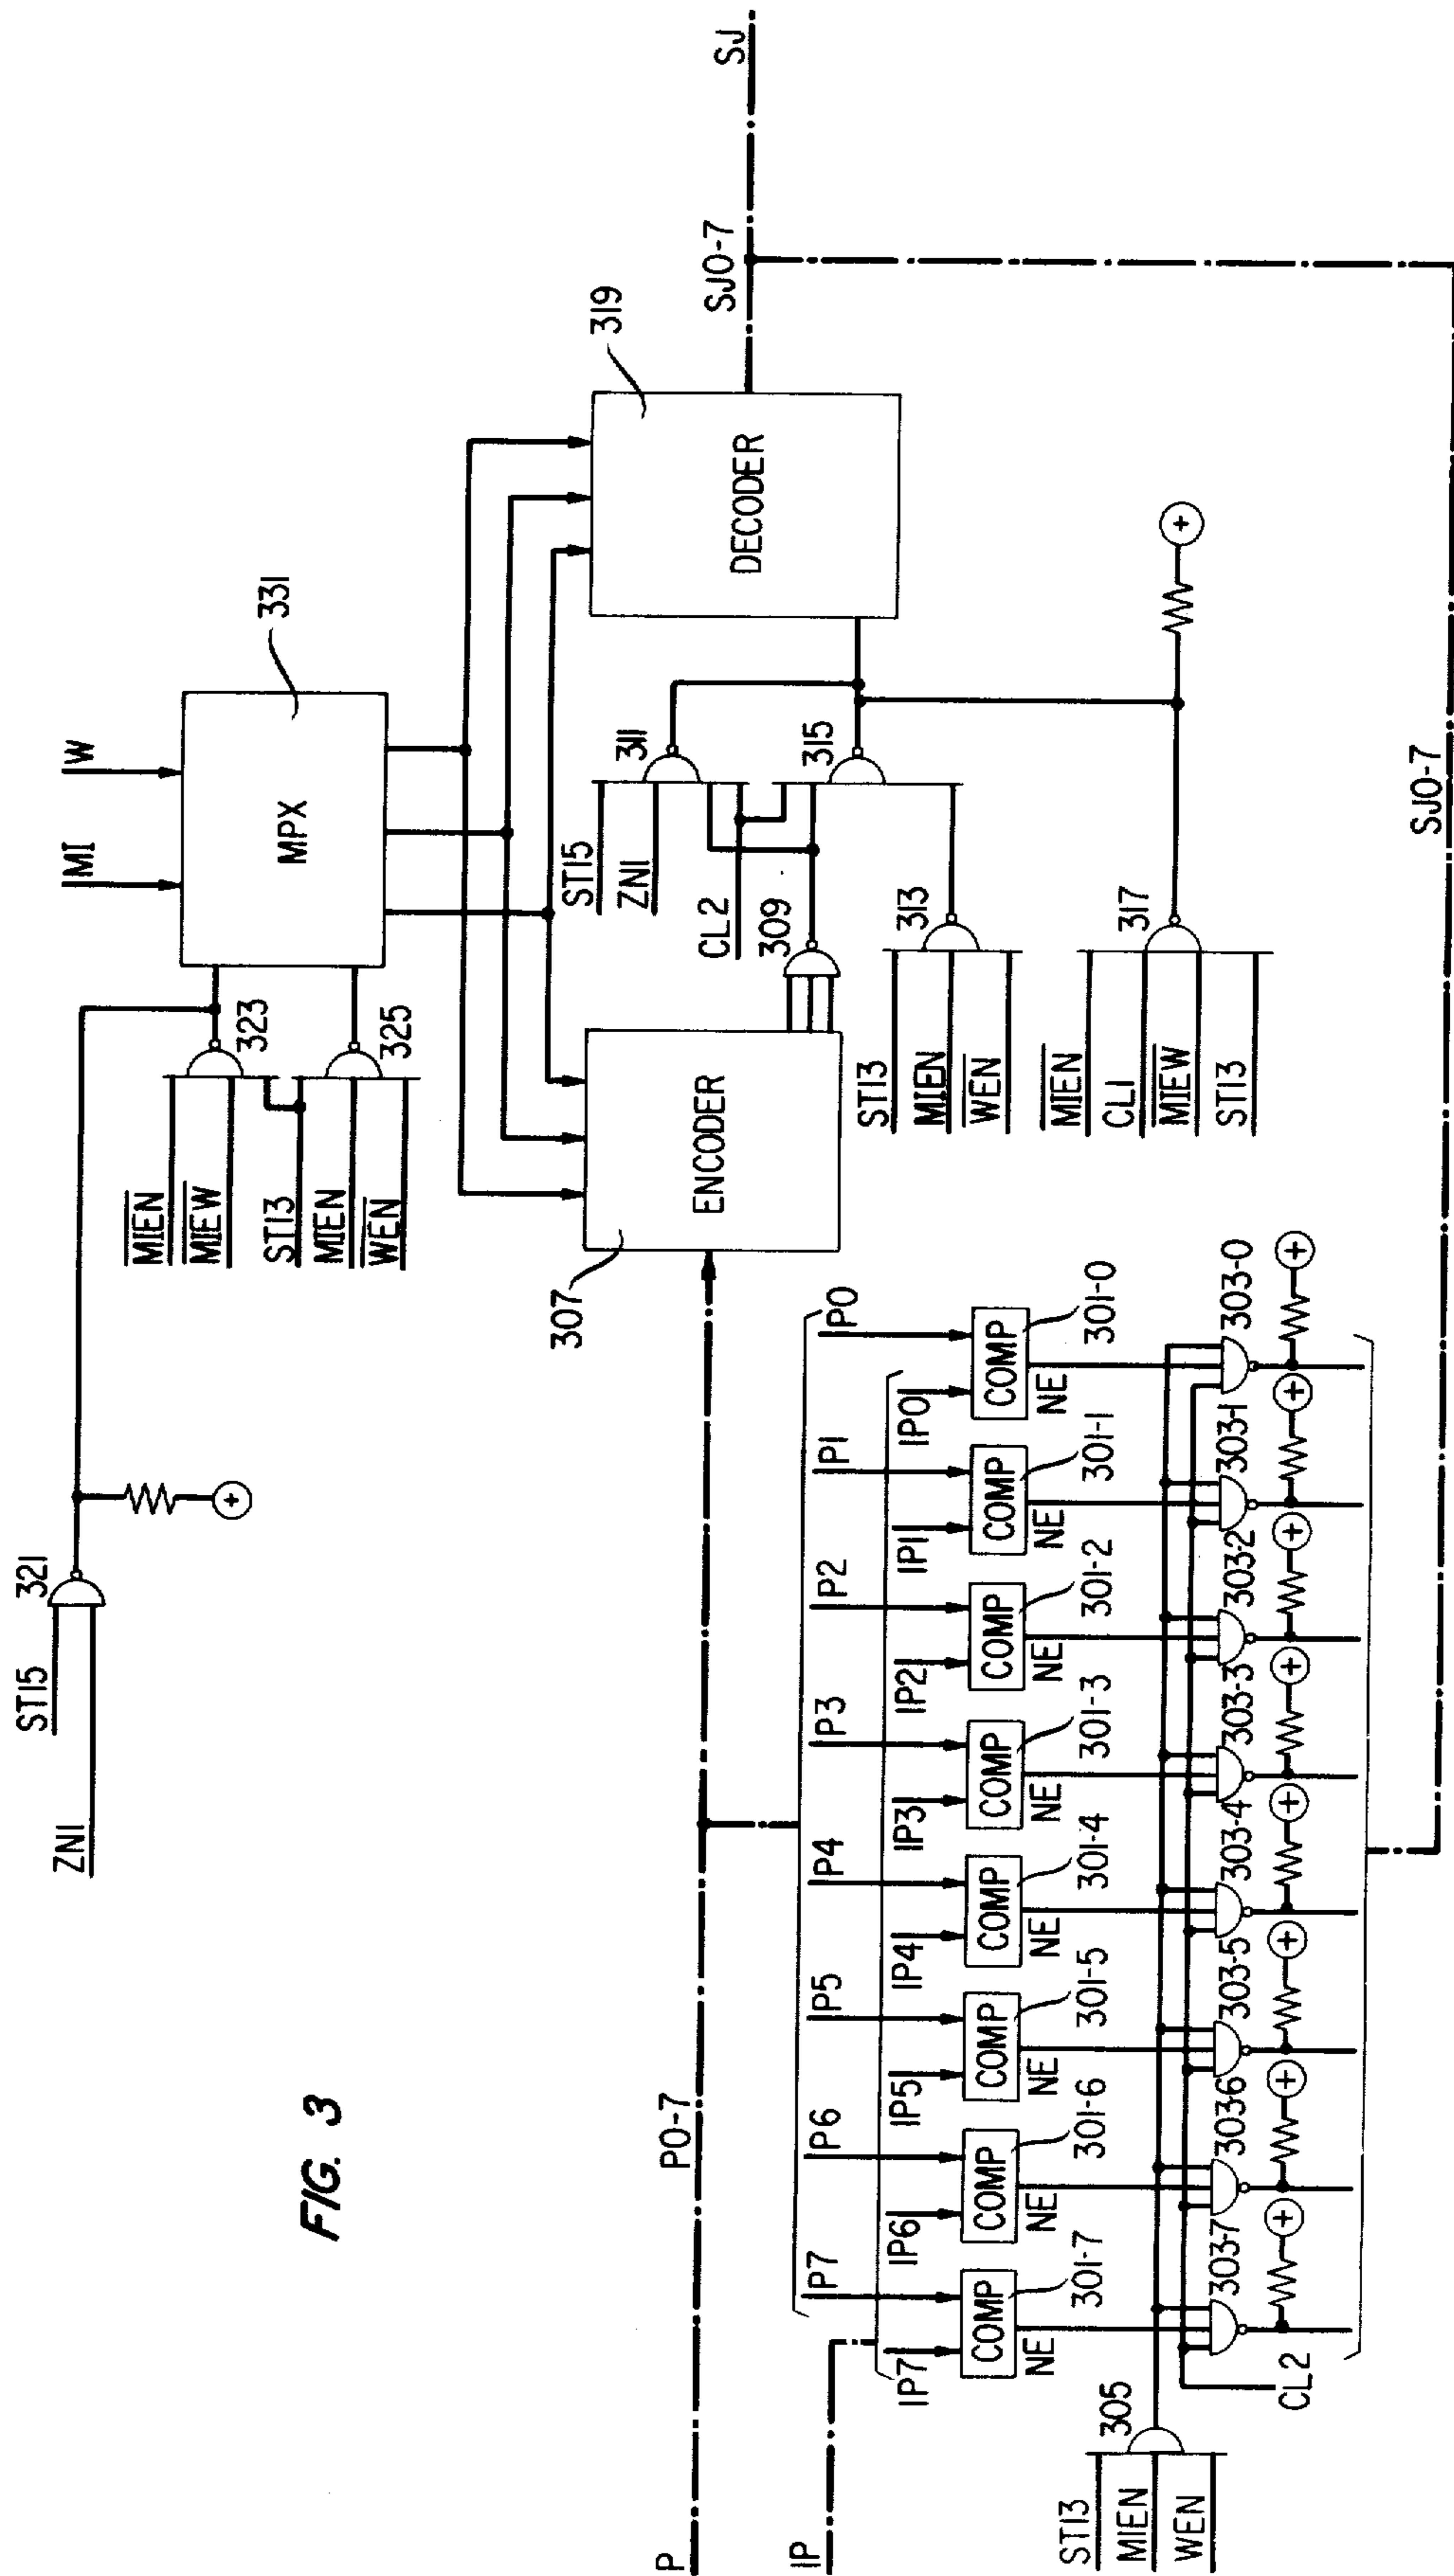 FIG. 3
ZN1
ST15
321
MIEN
MIEW
ST13
MIEN
WEN
323
325
MI
W
MPX
331
P
P0-7
307
ENCODER
309
ST15
ZN1
CL2
311
315
DECODER
319
SJ0-7
SJ
ST13
MIEN
WEN
313
MIEN
CL1
MIEW
ST13
317
IP
P7
P6
P5
P4
P3
P2
P1
P0
IP7
IP6
IP5
IP4
IP3
IP2
IP1
IP0
COMP
COMP
COMP
COMP
COMP
COMP
COMP
COMP
NE
NE
NE
NE
NE
NE
NE
NE
301-7
301-6
301-5
301-4
301-3
301-2
301-1
301-0
ST13
MIEN
WEN
305
303-7
303-6
303-5
303-4
303-3
303-2
303-1
303-0
CL2
+
+
+
+
+
+
+
+
+
+
SJ0-7